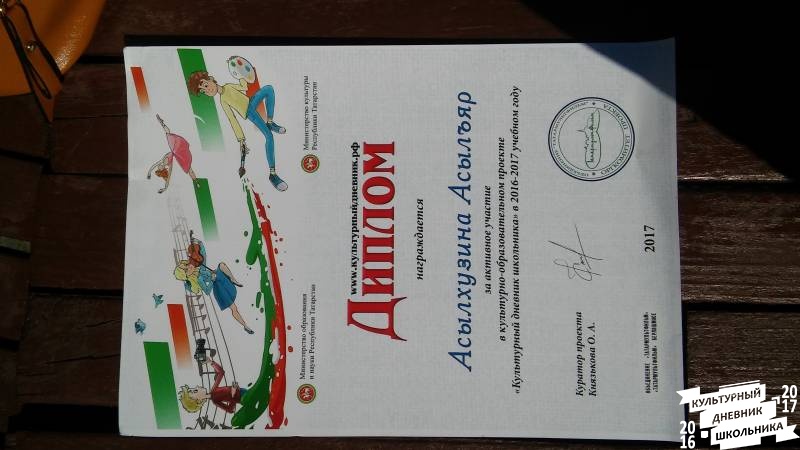 Министерство образования
и науки Республики Татарстан
Министерство культуры
Республики Татарстан
www.культурныйдневник.рф
Диплом
награждается
Асылхузина Асылъяр
за активное участие
в культурно-образовательном проекте
«Культурный дневник школьника» в 2016-2017 учебном году
Куратор проекта
Князькова О. А.
2017
КУЛЬТУРНЫЙ
ДНЕВНИК
ШКОЛЬНИКА
2016
2017